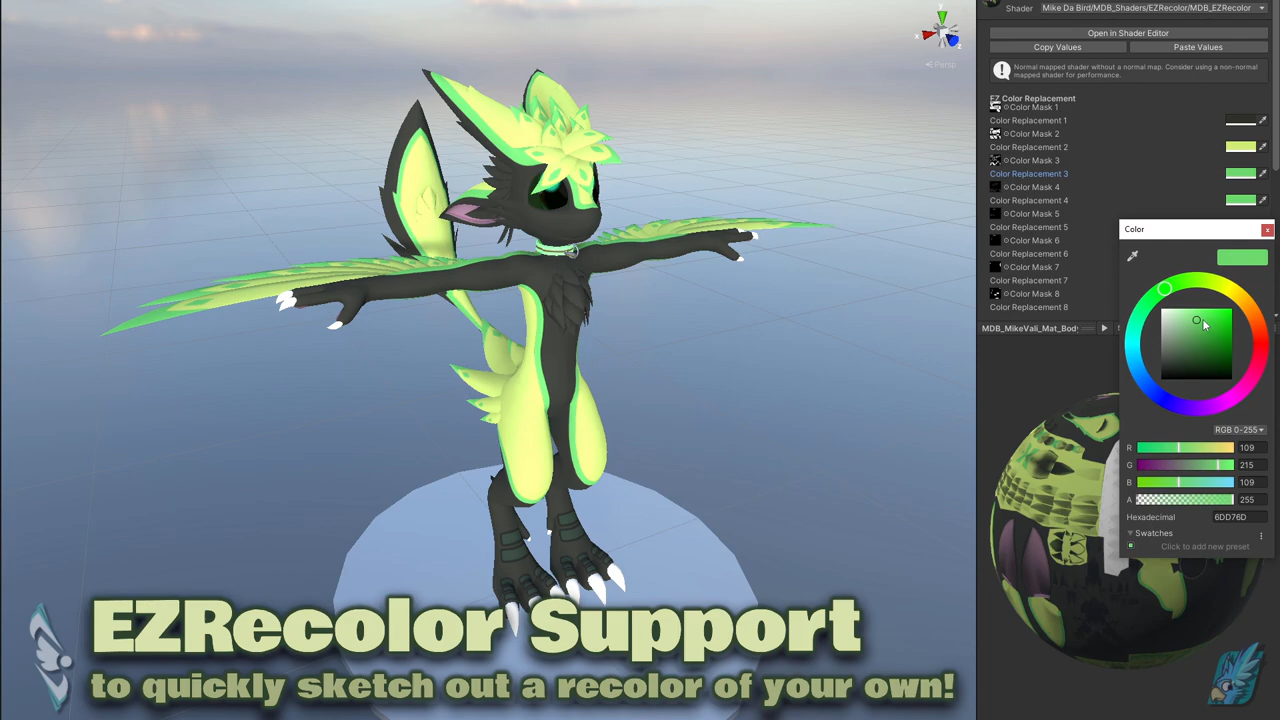 Shader Mike Da Bird/MDB_Shaders/EZRecolor/MDB_EZRecolor
Open in Shader Editor
Copy Values Paste Values
Normal mapped shader without a normal map. Consider using a non-normal
mapped shader for performance.
EZ Color Replacement
Color Mask 1
Color Replacement 1
Color Mask 2
Color Replacement 2
Color Mask 3
Color Replacement 3
Color Mask 4
Color Replacement 4
Color Mask 5
Color Replacement 5
Color Mask 6
Color Replacement 6
Color Mask 7
Color Replacement 7
Color Mask 8
Color Replacement 8
MDB_MikeVali_Mat_Body
y
x
z
Persp
Color
x
RGB 0-255
R 109
G 215
B 109
A 255
Hexadecimal 6DD76D
Swatches
Click to add new preset
EZRecolor Support
to quickly sketch out a recolor of your own!